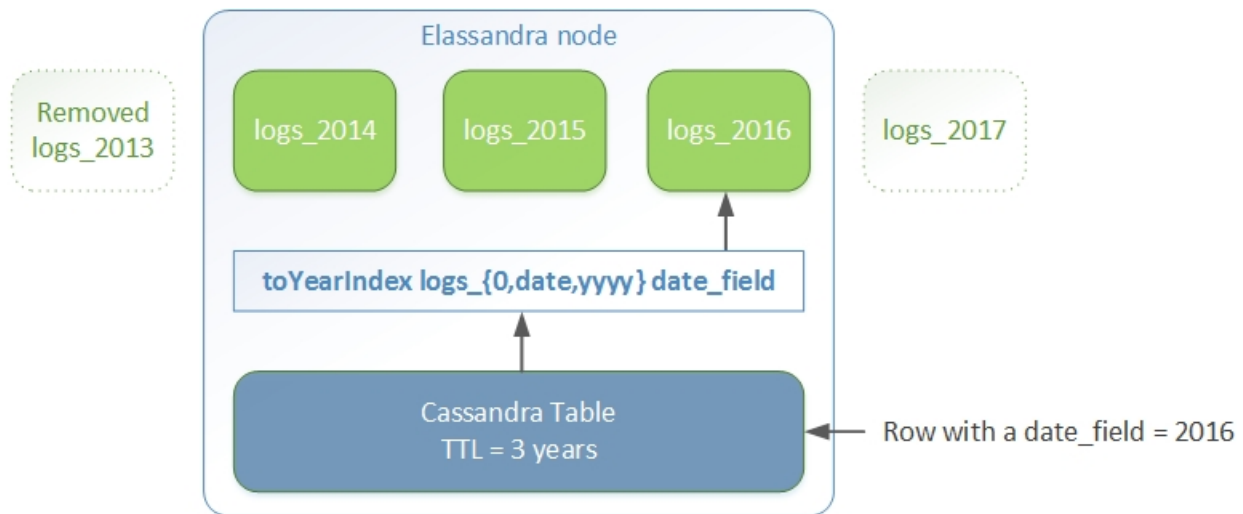 Elassandra node
Removed
logs_2013
logs_2014
logs_2015
logs_2016
logs_2017
toYearIndex logs_{0,date,yyyy} date_field
Cassandra Table
TTL = 3 years
Row with a date_field = 2016